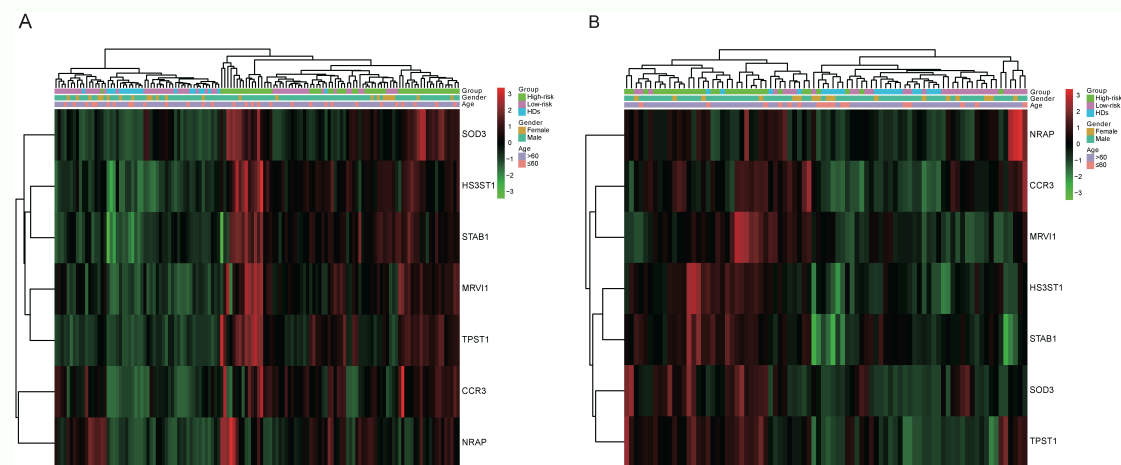 A
Group
Gender
Age
SOD3
HS3ST1
STAB1
MRVI1
TPST1
CCR3
NRAP
3
2
1
0
−1
−2
−3
Group
High-risk
Low-risk
HDs
Gender
Female
Male
Age
>60
≤60
B
Group
Gender
Age
NRAP
CCR3
MRVI1
HS3ST1
STAB1
SOD3
TPST1
3
2
1
0
−1
−2
−3
Group
High-risk
Low-risk
HDs
Gender
Female
Male
Age
>60
≤60